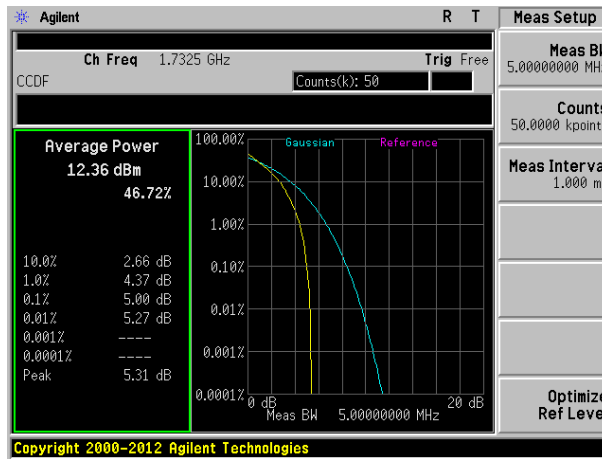 Agilent R T
Ch Freq 1.7325 GHz Trig Free
CCDF Counts(k): 50
Average Power
12.36 dBm
46.72%
10.0% 2.66 dB
1.0% 4.37 dB
0.1% 5.00 dB
0.01% 5.27 dB
0.001% ----
0.0001% ----
Peak 5.31 dB
Gaussian Reference
100.00%
10.00%
1.00%
0.10%
0.01%
0.001%
0.0001%
0 dB 20 dB
Meas BW 5.00000000 MHz
Meas Setup
Meas B
5.00000000 MH
Counts
50.0000 kpoint
Meas Interva
1.000 m
Optimize
Ref Leve
Copyright 2000-2012 Agilent Technologies